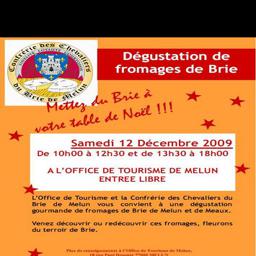 Confrérie des Chevaliers
du Brie de Melun
Dégustation de
fromages de Brie
Mettez du Brie à
votre table de Noël !!!
Samedi 12 Décembre 2009
De 10h00 à 12h30 et de 13h30 à 18h00
A L'OFFICE DE TOURISME DE MELUN
ENTREE LIBRE
L'Office de Tourisme et la Confrérie des Chevaliers du
Brie de Melun vous convient à une dégustation
gourmande de fromages de Brie de Melun et de Meaux.
Venez découvrir ou redécouvrir ces fromages, fleurons
du terroir de Brie.
Plus de renseignements à l'Office de Tourisme de Melun,